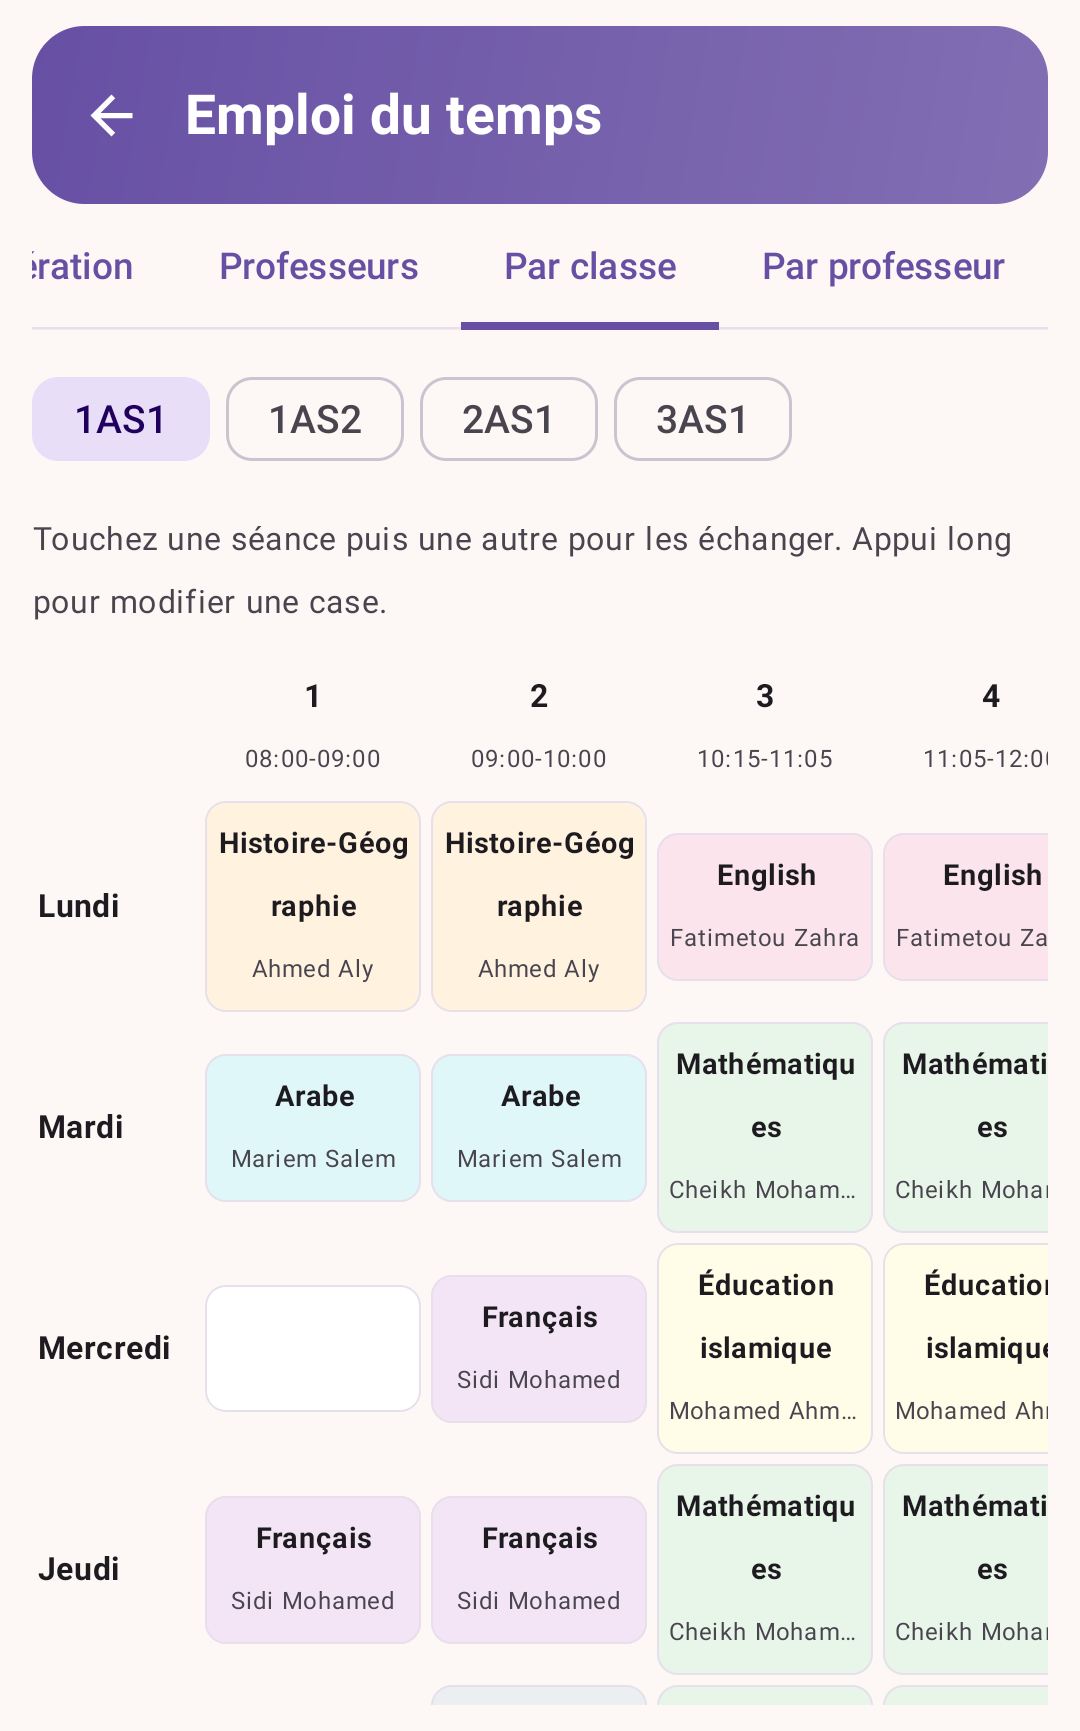 Emploi du temps
ération Professeurs Par classe Par professeur
1AS1 1AS2 2AS1 3AS1
Touchez une séance puis une autre pour les échanger. Appui long
pour modifier une case.
1 2 3 4
08:00-09:00 09:00-10:00 10:15-11:05 11:05-12:00
Lundi
Histoire-Géog
raphie
Ahmed Aly
Histoire-Géog
raphie
Ahmed Aly
English
Fatimetou Zahra
English
Fatimetou Za
Mardi
Arabe
Mariem Salem
Arabe
Mariem Salem
Mathématiqu
es
Cheikh Moham…
Mathémati
es
Cheikh Moha
Mercredi
Français
Sidi Mohamed
Éducation
islamique
Mohamed Ahm…
Éducation
islamique
Mohamed Ah
Jeudi
Français
Sidi Mohamed
Français
Sidi Mohamed
Mathématiqu
es
Cheikh Moham…
Mathémati
es
Cheikh Moha